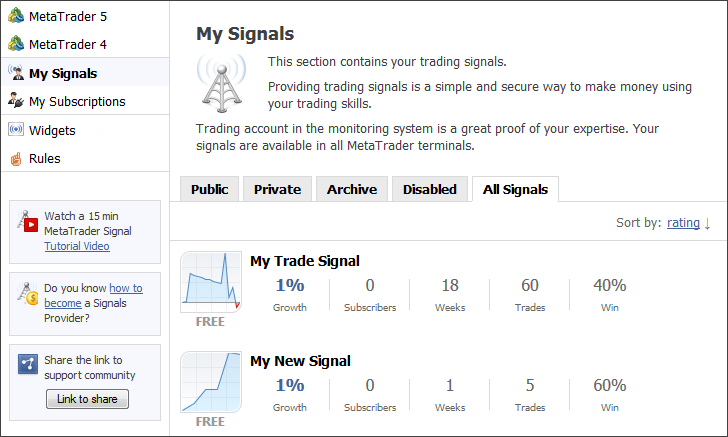 MetaTrader 5
MetaTrader 4
My Signals
My Subscriptions
Widgets
Rules
Watch a 15 min
MetaTrader Signal
Tutorial Video
Do you know how to
become a Signals
Provider?
Share the link to
support community
Link to share
My Signals
This section contains your trading signals.
Providing trading signals is a simple and secure way to make money using
your trading skills.
Trading account in the monitoring system is a great proof of your expertise. Your
signals are available in all MetaTrader terminals.
Public Private Archive Disabled All Signals
Sort by: rating ↓
My Trade Signal
1% 0 18 60 40%
Growth Subscribers Weeks Trades Win
FREE
My New Signal
1% 0 1 5 60%
Growth Subscribers Weeks Trades Win
FREE